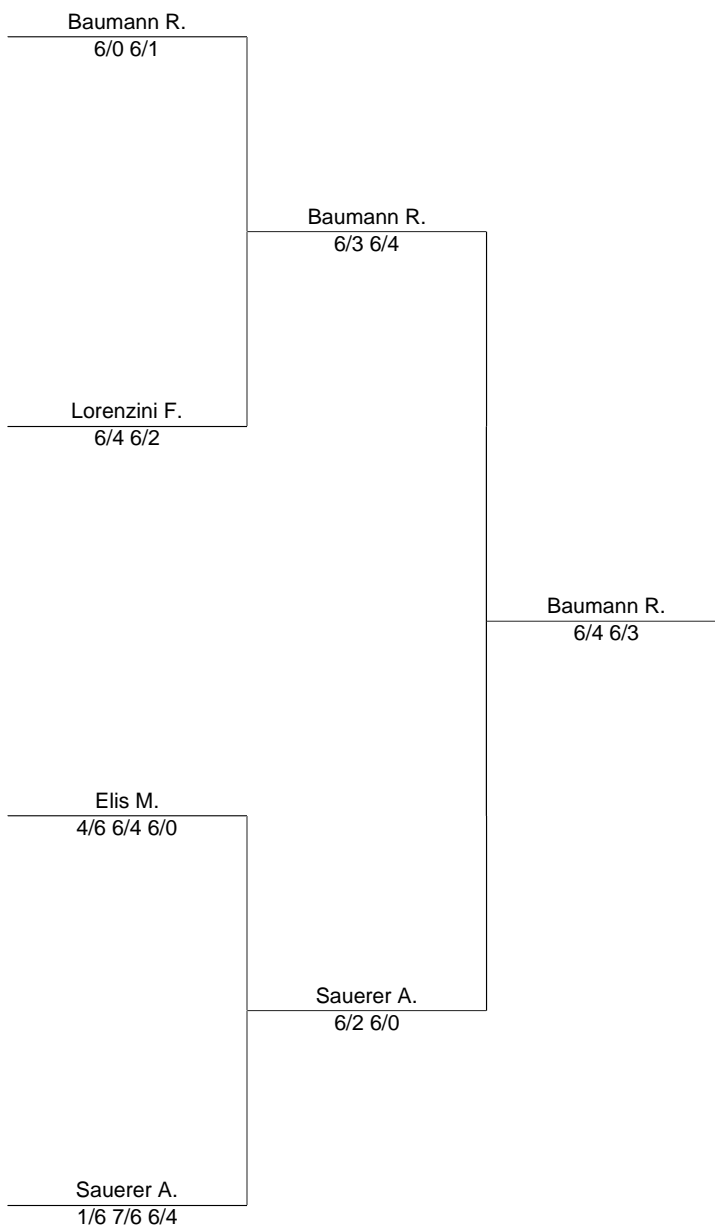 Baumann R.
6/0 6/1
Baumann R.
6/3 6/4
Lorenzini F.
6/4 6/2
Baumann R.
6/4 6/3
Elis M.
4/6 6/4 6/0
Sauerer A.
6/2 6/0
Sauerer A.
1/6 7/6 6/4